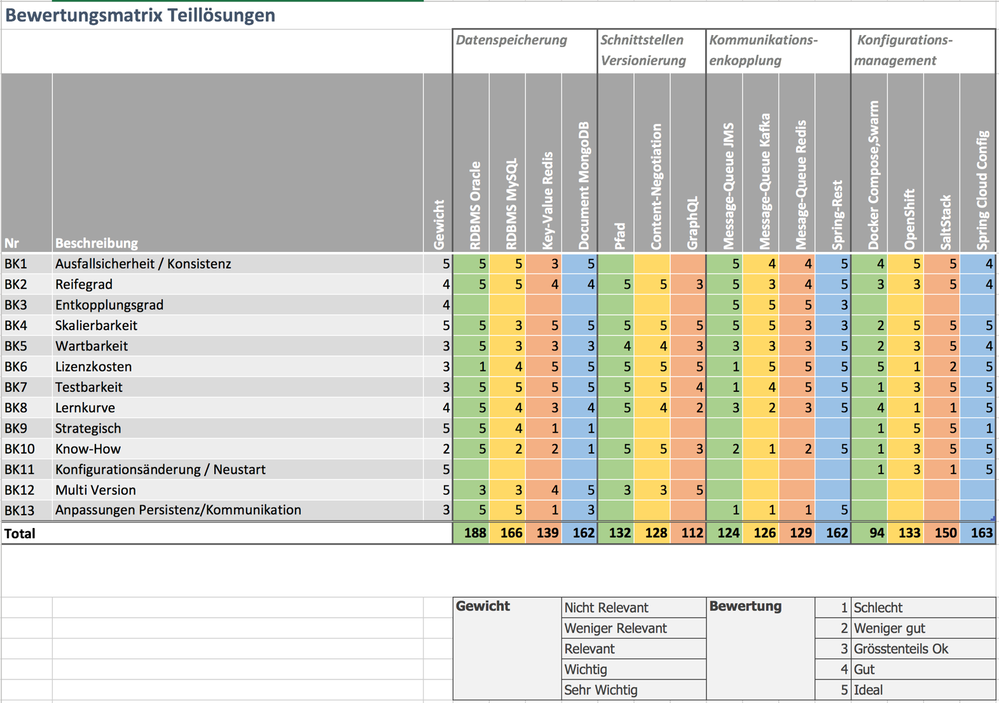 Bewertungsmatrix Teillösungen
Datenspeicherung Schnittstellen Versionierung Kommunikations-enkopplung Konfigurations-management
Nr Beschreibung Gewicht RDBMS Oracle RDBMS MySQL Key-Value Redis Document MongoDB Pfad Content-Negotiation GraphQL Message-Queue JMS Message-Queue Kafka Mesage-Queue Redis Spring-Rest Docker Compose,Swarm OpenShift SaltStack Spring Cloud Config
BK1 Ausfallsicherheit / Konsistenz 5 5 5 3 5 5 4 4 5 4 5 5 4
BK2 Reifegrad 4 5 5 4 4 5 5 3 5 3 4 5 3 3 5 4
BK3 Entkopplungsgrad 4 5 5 5 3
BK4 Skalierbarkeit 5 5 3 5 5 5 5 5 5 5 3 3 2 5 5 5
BK5 Wartbarkeit 3 5 3 3 3 4 4 3 3 3 3 5 2 3 5 4
BK6 Lizenzkosten 3 1 4 5 5 5 5 5 1 5 5 5 5 1 2 5
BK7 Testbarkeit 3 5 5 5 5 5 5 4 1 4 5 5 1 3 5 5
BK8 Lernkurve 4 5 4 3 4 5 4 2 3 2 3 5 4 1 1 5
BK9 Strategisch 5 5 4 1 1 1 5 5 1
BK10 Know-How 2 5 2 2 1 5 5 3 2 1 2 5 1 3 5 5
BK11 Konfigurationsänderung / Neustart 5 1 3 1 5
BK12 Multi Version 5 3 3 4 5 3 3 5
BK13 Anpassungen Persistenz/Kommunikation 3 5 5 1 3 1 1 1 5
Total 188 166 139 162 132 128 112 124 126 129 162 94 133 150 163
Gewicht Nicht Relevant Bewertung 1 Schlecht
Weniger Relevant 2 Weniger gut
Relevant 3 Grösstenteils Ok
Wichtig 4 Gut
Sehr Wichtig 5 Ideal